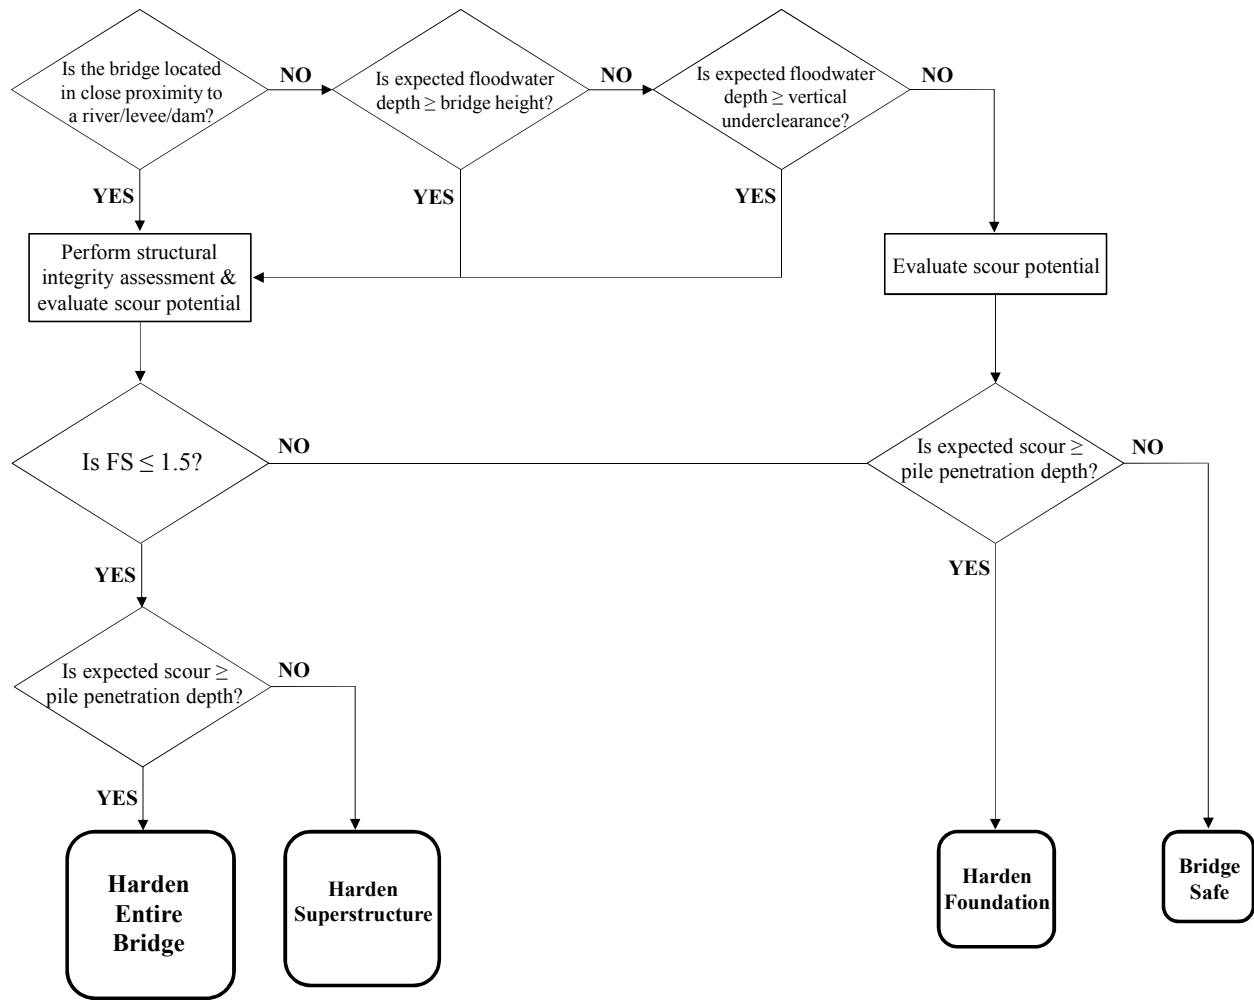 Is the bridge located
in close proximity to
a river/levee/dam?
NO
Is expected floodwater
depth ≥ bridge height?
NO
Is expected floodwater
depth ≥ vertical
underclearance?
NO
YES
YES
YES
Perform structural
integrity assessment &
evaluate scour potential
Evaluate scour potential
Is FS ≤ 1.5?
NO
Is expected scour ≥
pile penetration depth?
NO
YES
YES
Is expected scour ≥
pile penetration depth?
NO
YES
Harden
Entire
Bridge
Harden
Superstructure
Harden
Foundation
Bridge
Safe